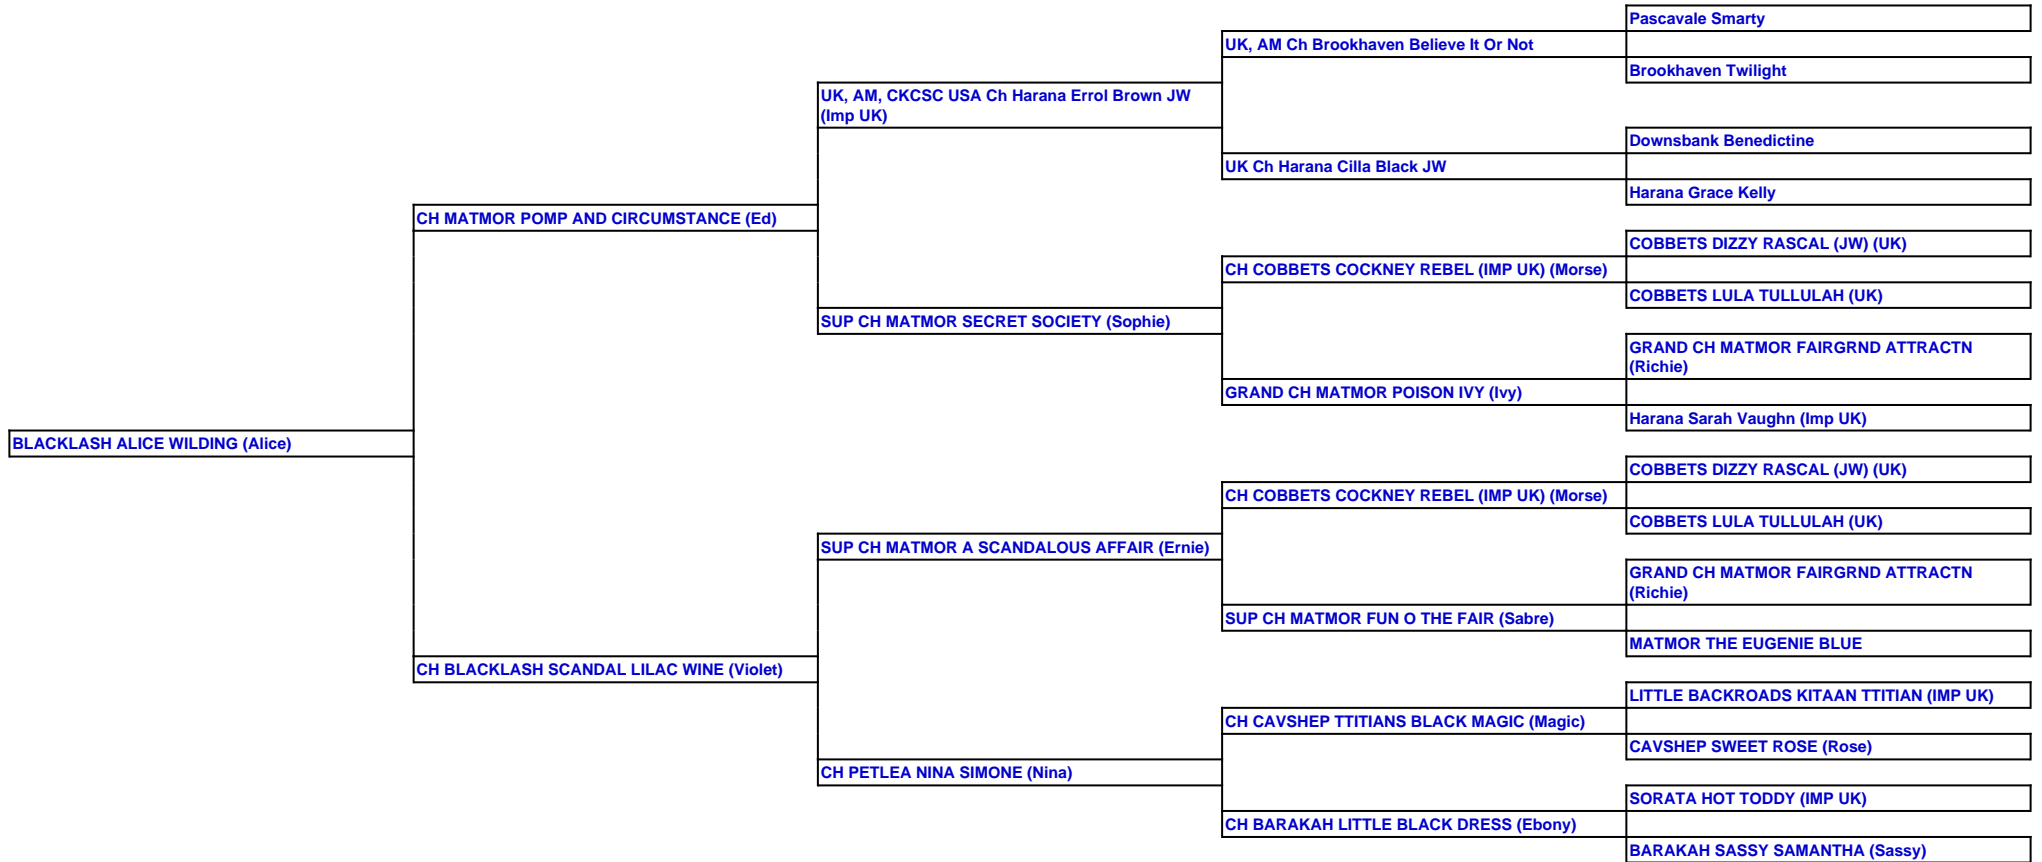 Pascavale Smarty
UK, AM Ch Brookhaven Believe It Or Not
Brookhaven Twilight
UK, AM, CKCSC USA Ch Harana Errol Brown JW
(Imp UK)
Downsbank Benedictine
UK Ch Harana Cilla Black JW
Harana Grace Kelly
CH MATMOR POMP AND CIRCUMSTANCE (Ed)
COBBETS DIZZY RASCAL (JW) (UK)
CH COBBETS COCKNEY REBEL (IMP UK) (Morse)
COBBETS LULA TULLULAH (UK)
SUP CH MATMOR SECRET SOCIETY (Sophie)
GRAND CH MATMOR FAIRGRND ATTRACTN
(Richie)
GRAND CH MATMOR POISON IVY (Ivy)
Harana Sarah Vaughn (Imp UK)
BLACKLASH ALICE WILDING (Alice)
COBBETS DIZZY RASCAL (JW) (UK)
CH COBBETS COCKNEY REBEL (IMP UK) (Morse)
COBBETS LULA TULLULAH (UK)
SUP CH MATMOR A SCANDALOUS AFFAIR (Ernie)
GRAND CH MATMOR FAIRGRND ATTRACTN
(Richie)
SUP CH MATMOR FUN O THE FAIR (Sabre)
MATMOR THE EUGENIE BLUE
CH BLACKLASH SCANDAL LILAC WINE (Violet)
LITTLE BACKROADS KITAAN TTITIAN (IMP UK)
CH CAVSHEP TTITIANS BLACK MAGIC (Magic)
CAVSHEP SWEET ROSE (Rose)
CH PETLEA NINA SIMONE (Nina)
SORATA HOT TODDY (IMP UK)
CH BARAKAH LITTLE BLACK DRESS (Ebony)
BARAKAH SASSY SAMANTHA (Sassy)